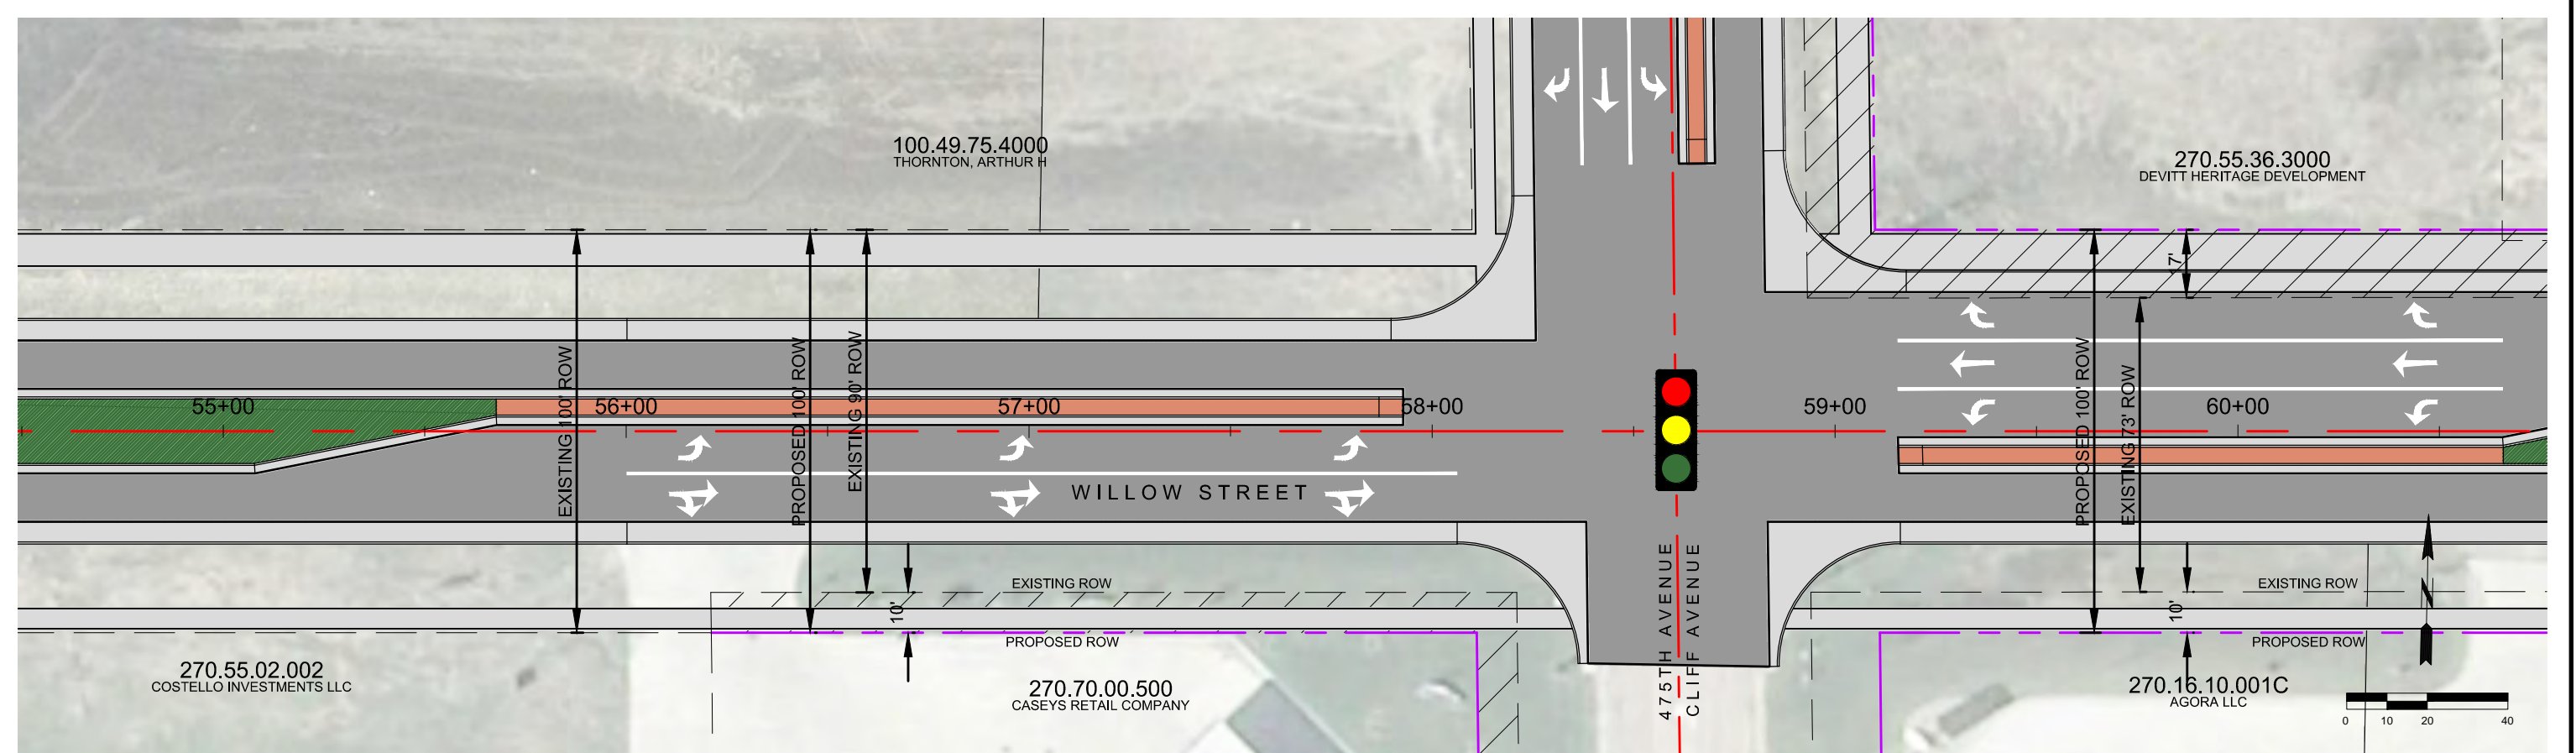 100.49.75.4000
THORNTON, ARTHUR H
270.55.36.3000
DEVITT HERITAGE DEVELOPMENT
EXISTING 100' ROW
PROPOSED 100' ROW
EXISTING 90' ROW
PROPOSED 100' ROW
EXISTING 73' ROW
17'
55+00
56+00
57+00
58+00
59+00
60+00
WILLOW STREET
475TH AVENUE
CLIFF AVENUE
EXISTING ROW
10'
PROPOSED ROW
EXISTING ROW
10'
PROPOSED ROW
N
270.55.02.002
COSTELLO INVESTMENTS LLC
270.70.00.500
CASEYS RETAIL COMPANY
270.16.10.001C
AGORA LLC
0 10 20 40